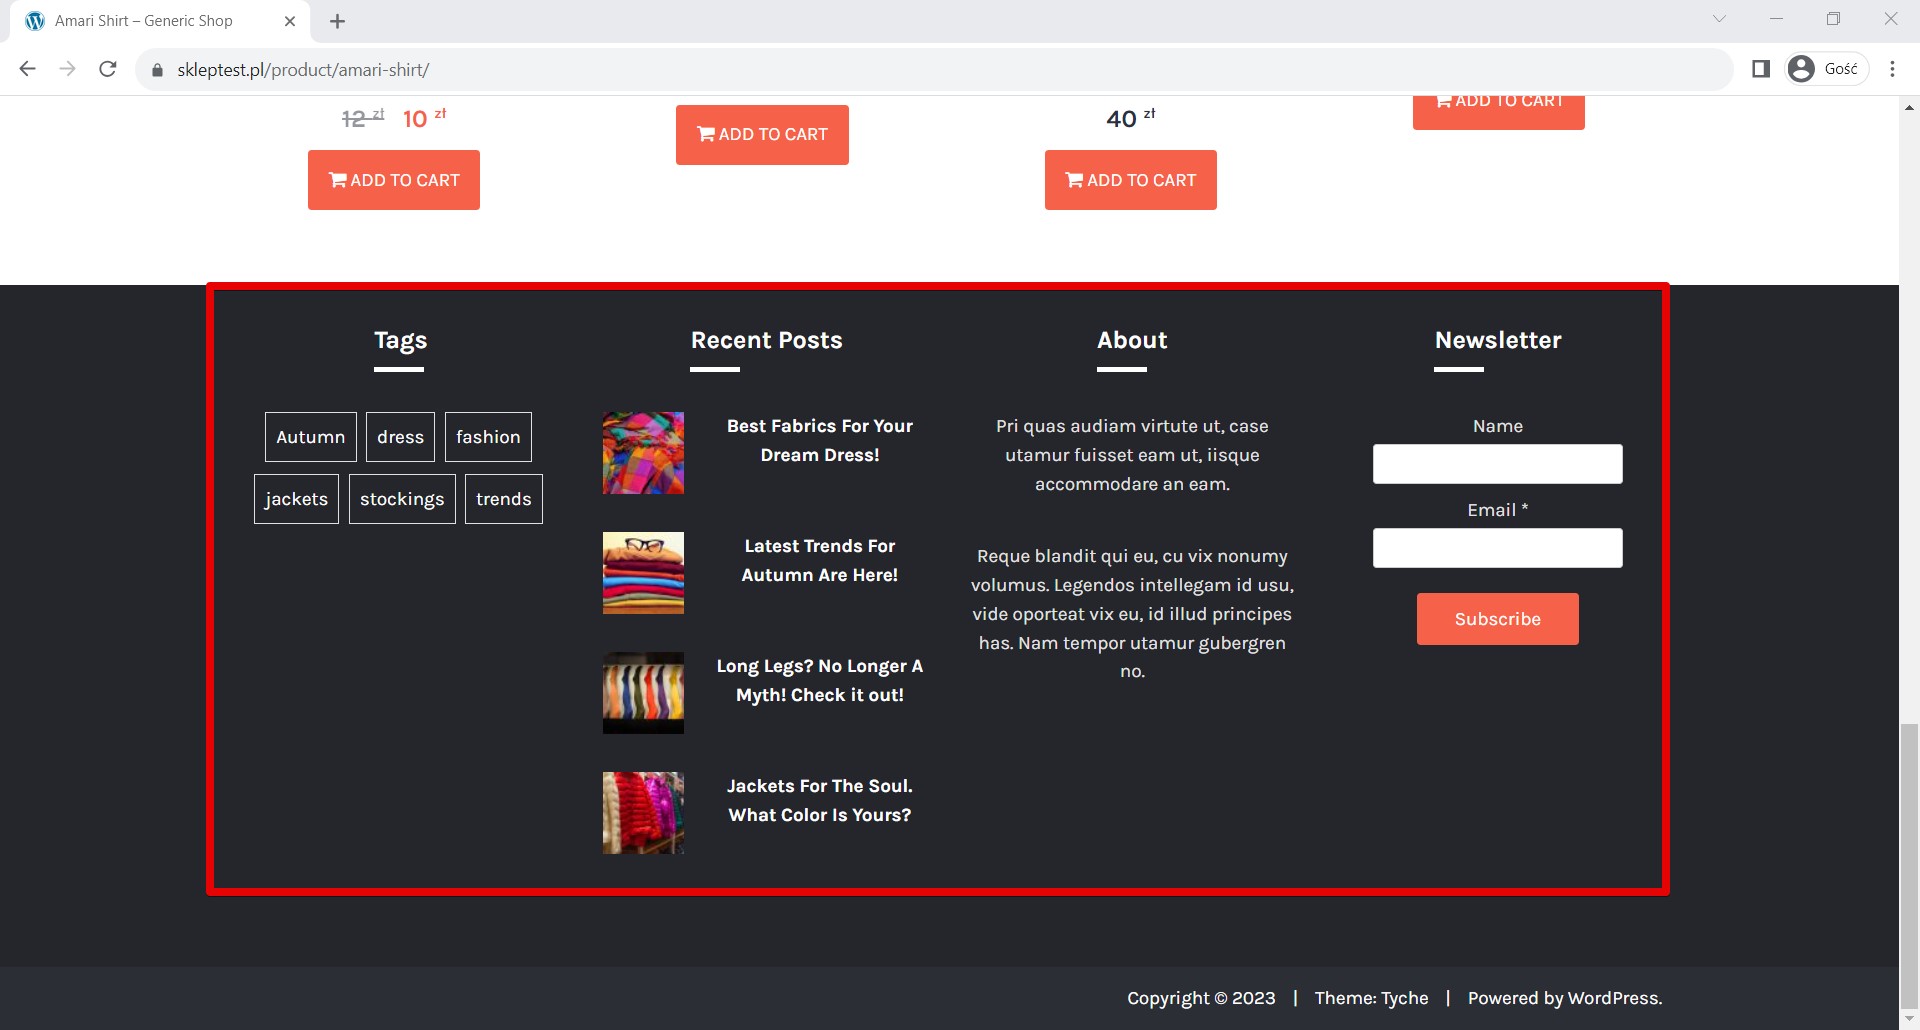 Amari Shirt – Generic Shop
skleptest.pl/product/amari-shirt/
Gość
12 zł 10 zł
ADD TO CART
ADD TO CART
40 zł
ADD TO CART
ADD TO CART
Tags
Autumn dress fashion
jackets stockings trends
Recent Posts
Best Fabrics For Your
Dream Dress!
Latest Trends For
Autumn Are Here!
Long Legs? No Longer A
Myth! Check it out!
Jackets For The Soul.
What Color Is Yours?
About
Pri quas audiam virtute ut, case
utamur fuisset eam ut, iisque
accommodare an eam.
Reque blandit qui eu, cu vix nonumy
volumus. Legendos intellegam id usu,
vide oporteat vix eu, id illud principes
has. Nam tempor utamur gubergren
no.
Newsletter
Name
Email *
Subscribe
Copyright © 2023 | Theme: Tyche | Powered by WordPress.